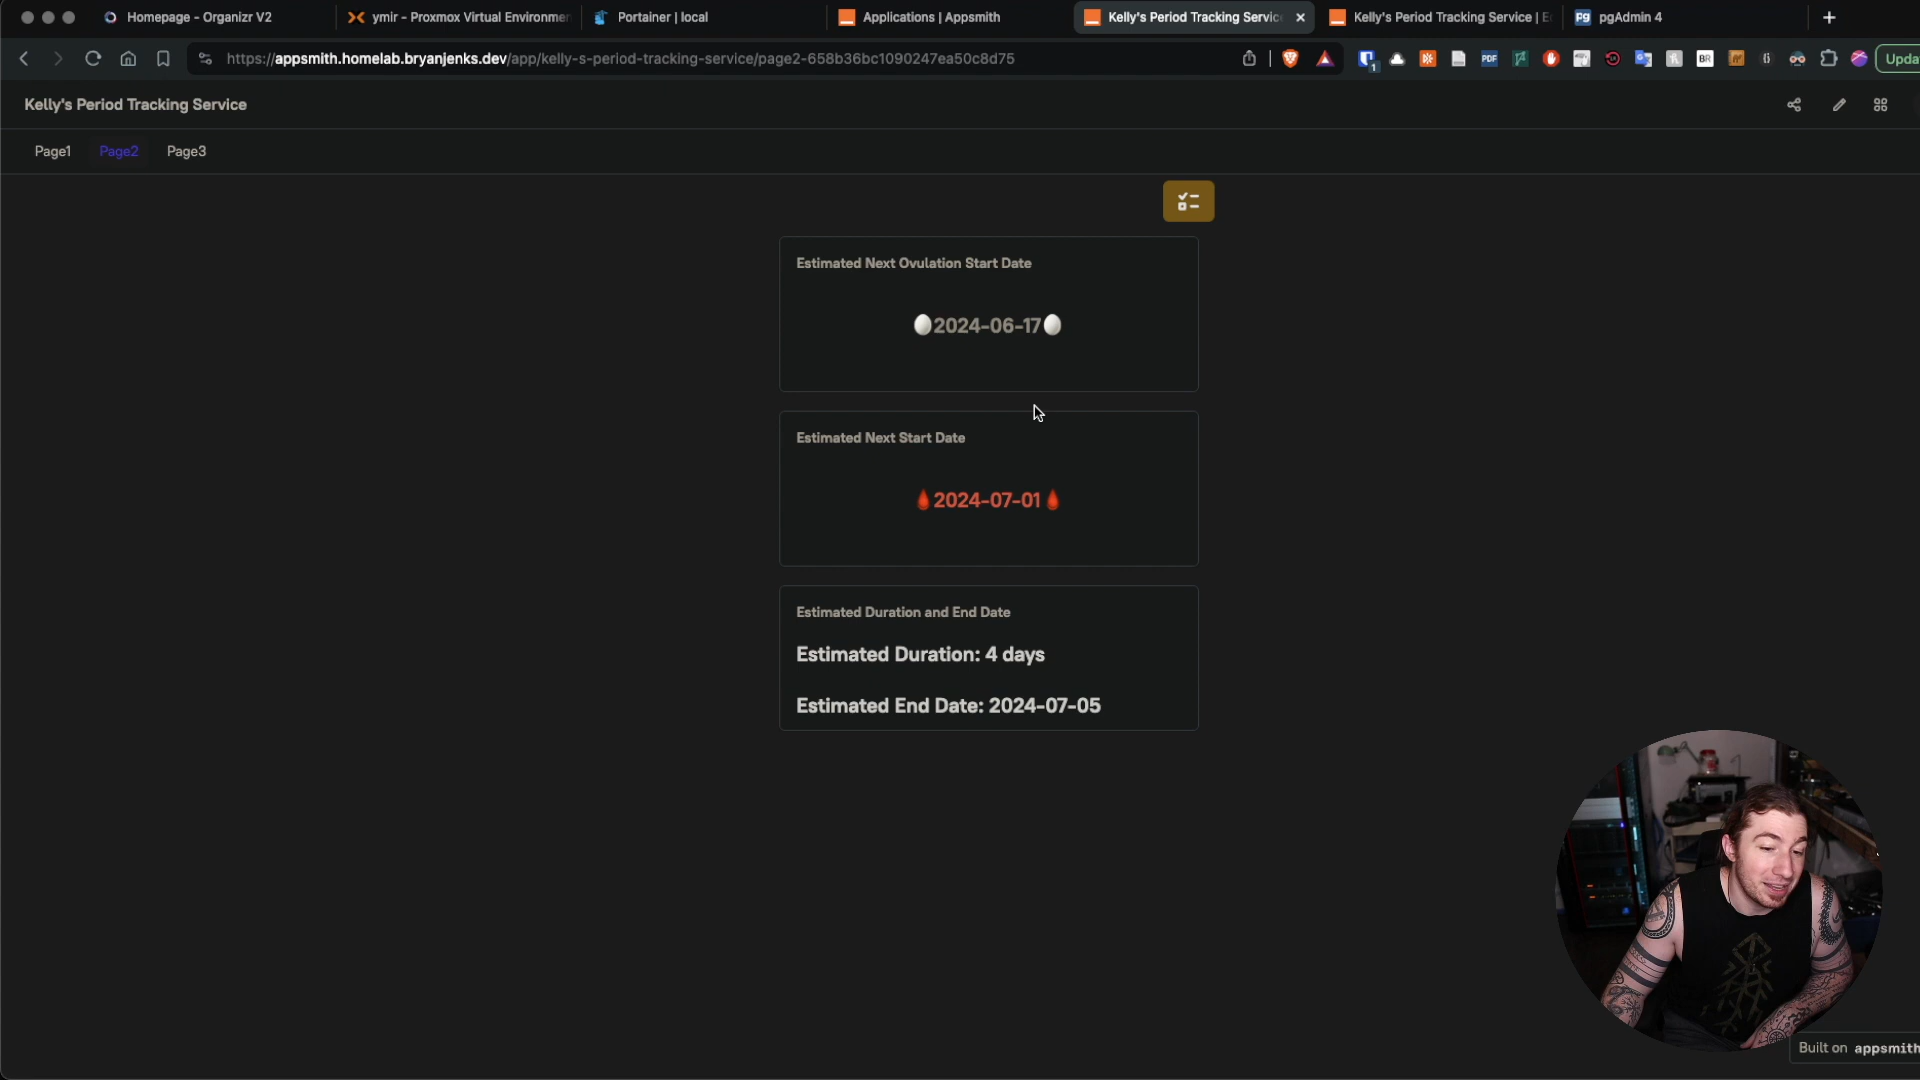 Homepage - Organizr V2
ymir - Proxmox Virtual Environmen
Portainer | local
Applications | Appsmith
Kelly's Period Tracking Servic
Kelly's Period Tracking Service | E
pgAdmin 4
https://appsmith.homelab.bryanjenks.dev/app/kelly-s-period-tracking-service/page2-658b36bc1090247ea50c8d75
Upda
Kelly's Period Tracking Service
Page1
Page2
Page3
Estimated Next Ovulation Start Date
🥚2024-06-17🥚
Estimated Next Start Date
🩸2024-07-01🩸
Estimated Duration and End Date
Estimated Duration: 4 days
Estimated End Date: 2024-07-05
Built on appsmith